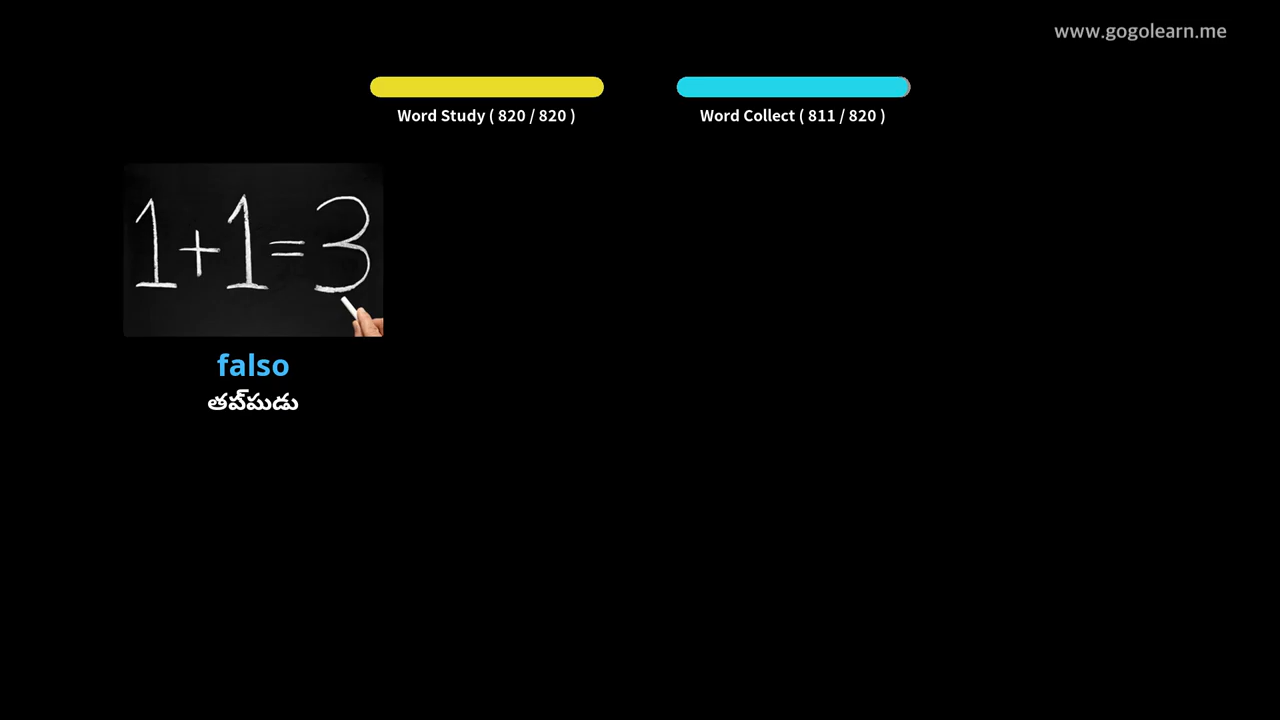 www.gogolearn.me
Word Study ( 820 / 820 )
Word Collect ( 811 / 820 )
1+1=3
falso
తప్పుడు